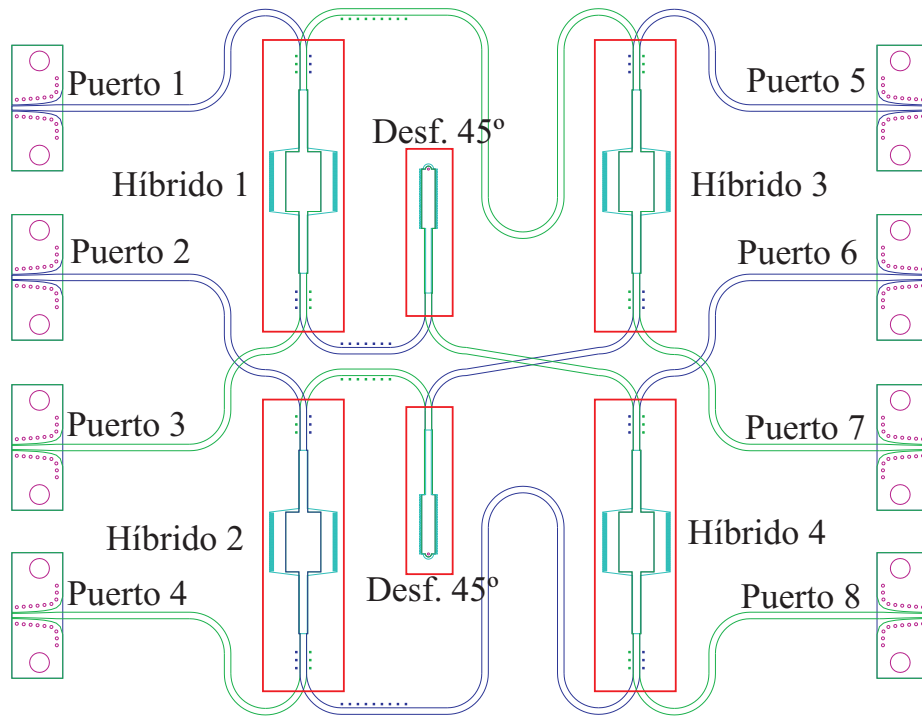 Puerto 1
Puerto 5
Desf. 45º
Híbrido 1
Híbrido 3
Puerto 2
Puerto 6
Puerto 3
Puerto 7
Híbrido 2
Híbrido 4
Desf. 45º
Puerto 4
Puerto 8